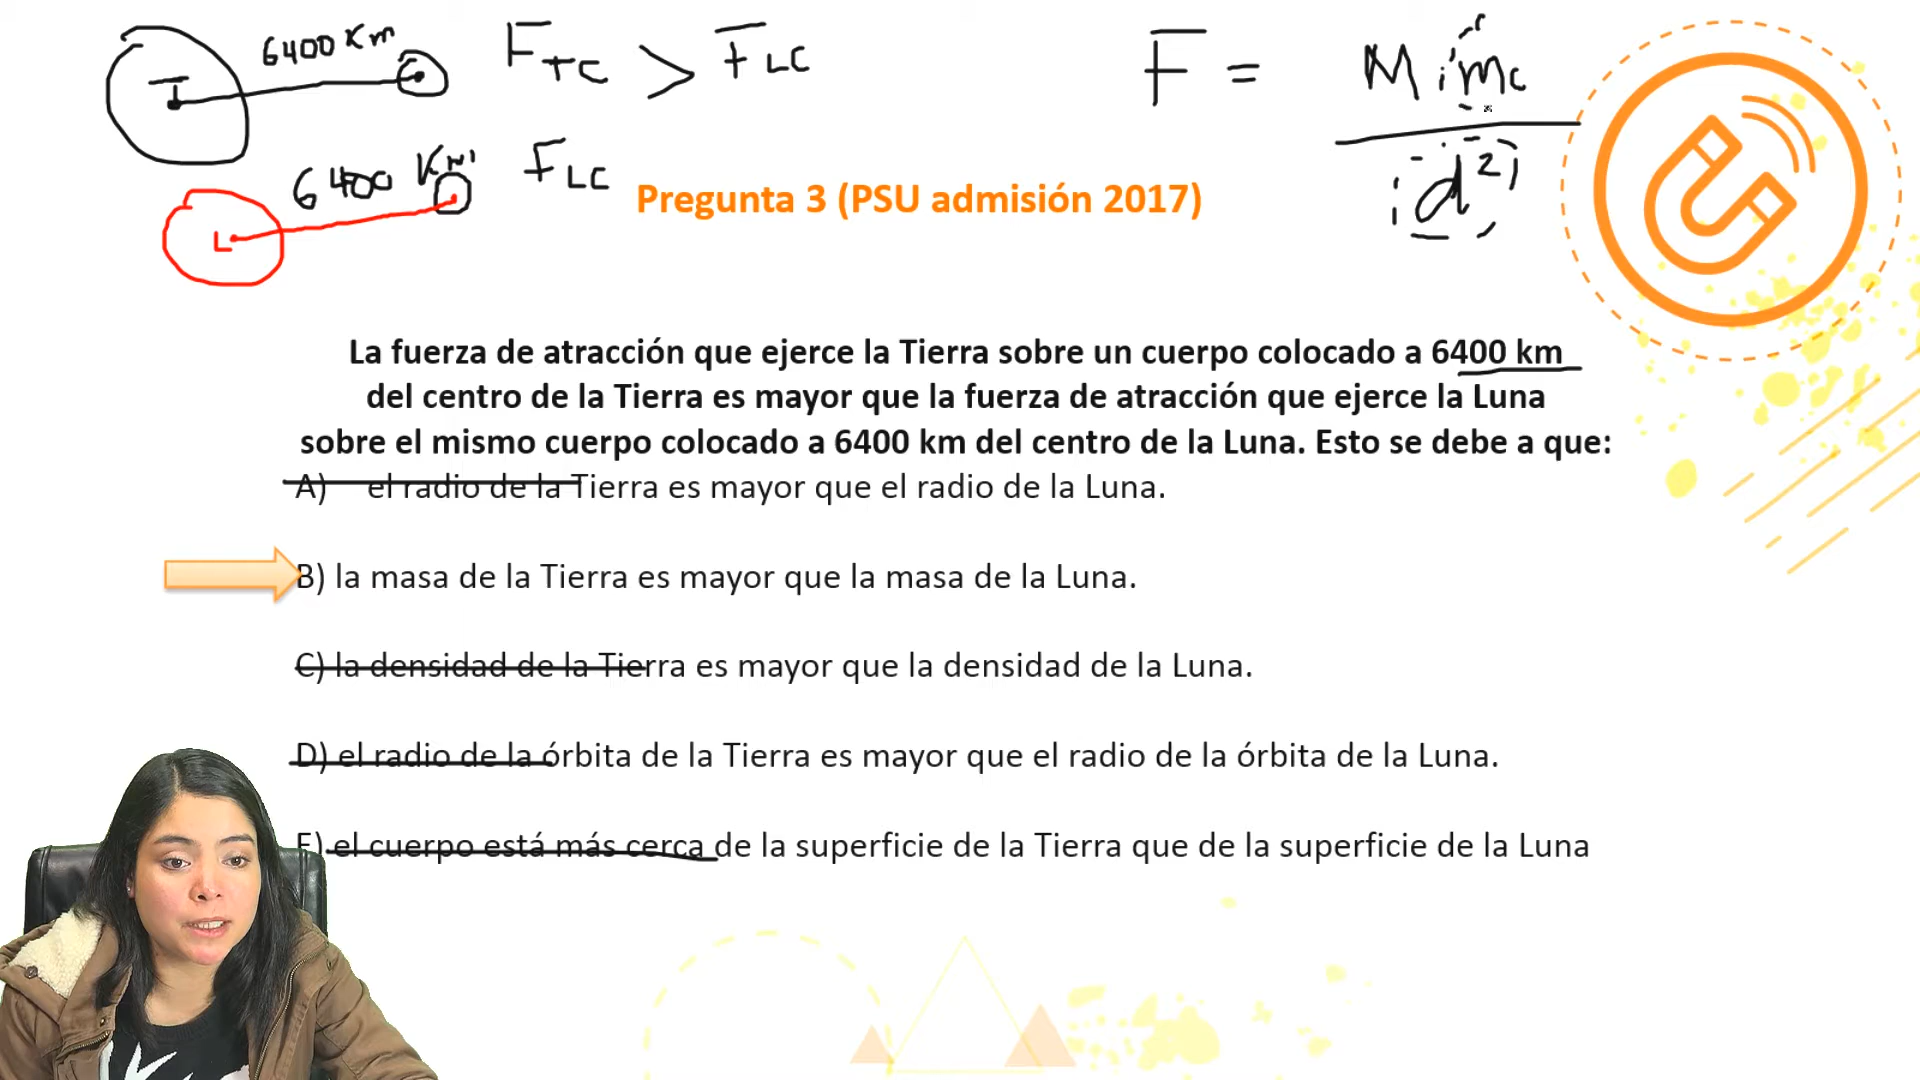 6400 Km
T
F TC > F LC
F = M mc
d²
6400 Km
F LC
L
Pregunta 3 (PSU admisión 2017)
La fuerza de atracción que ejerce la Tierra sobre un cuerpo colocado a 6400 km
del centro de la Tierra es mayor que la fuerza de atracción que ejerce la Luna
sobre el mismo cuerpo colocado a 6400 km del centro de la Luna. Esto se debe a que:
A) el radio de la Tierra es mayor que el radio de la Luna.
B) la masa de la Tierra es mayor que la masa de la Luna.
C) la densidad de la Tierra es mayor que la densidad de la Luna.
D) el radio de la órbita de la Tierra es mayor que el radio de la órbita de la Luna.
E) el cuerpo está más cerca de la superficie de la Tierra que de la superficie de la Luna